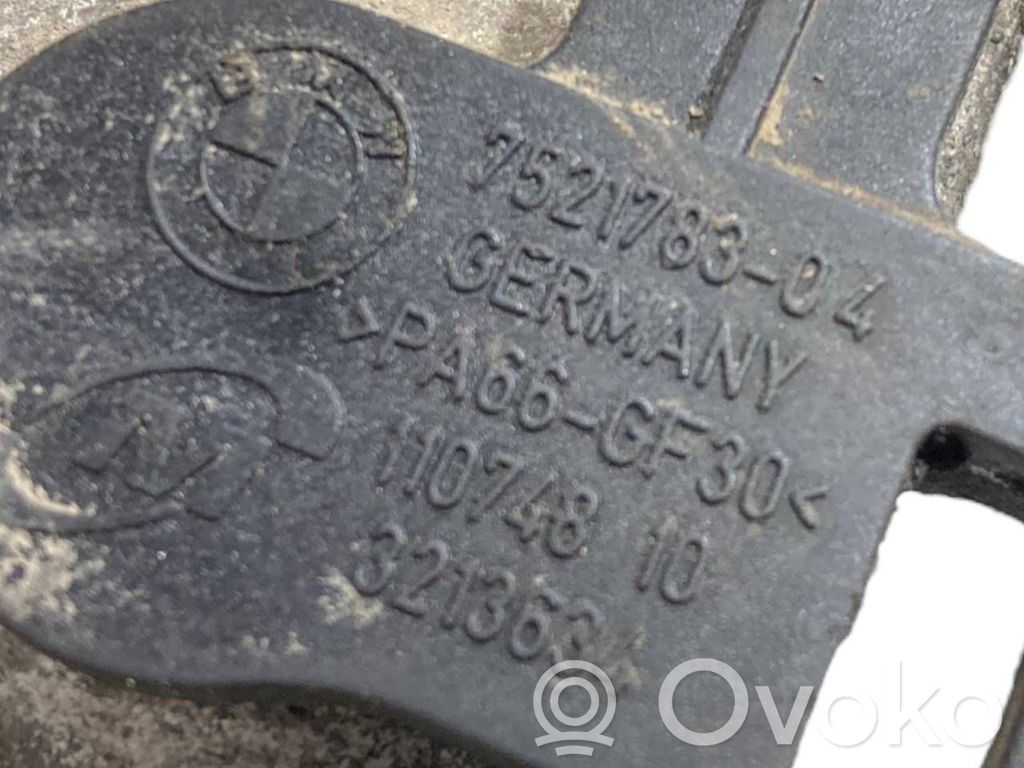 BMW
7521783-04
GERMANY
>PA66-GF30<
110748 10
321363
Ovoko